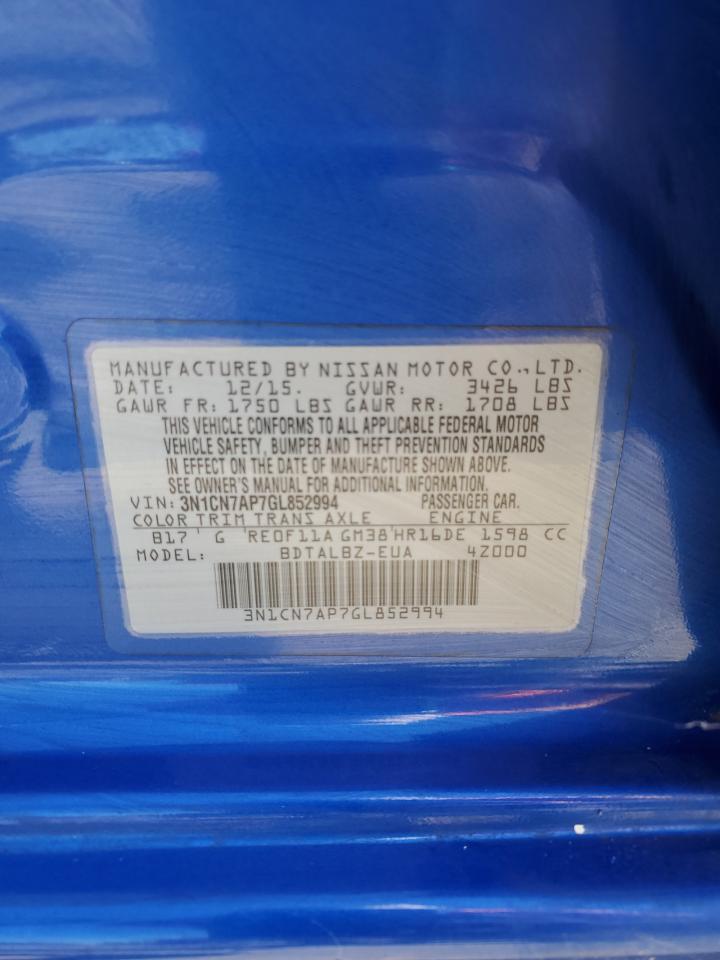 MANUFACTURED BY NISSAN MOTOR CO., LTD.
DATE: 12/15. GVWR: 3426 LBS
GAWR FR: 1750 LBS GAWR RR: 1708 LBS
THIS VEHICLE CONFORMS TO ALL APPLICABLE FEDERAL MOTOR
VEHICLE SAFETY, BUMPER AND THEFT PREVENTION STANDARDS
IN EFFECT ON THE DATE OF MANUFACTURE SHOWN ABOVE.
SEE OWNER'S MANUAL FOR ADDITIONAL INFORMATION.
VIN: 3N1CN7AP7GL852994 PASSENGER CAR.
COLOR TRIM TRANS AXLE ENGINE
B17 G RE0F11A GM38 HR16DE 1598 CC
MODEL: BDTALBZ-EUA 4Z000
3N1CN7AP7GL852994